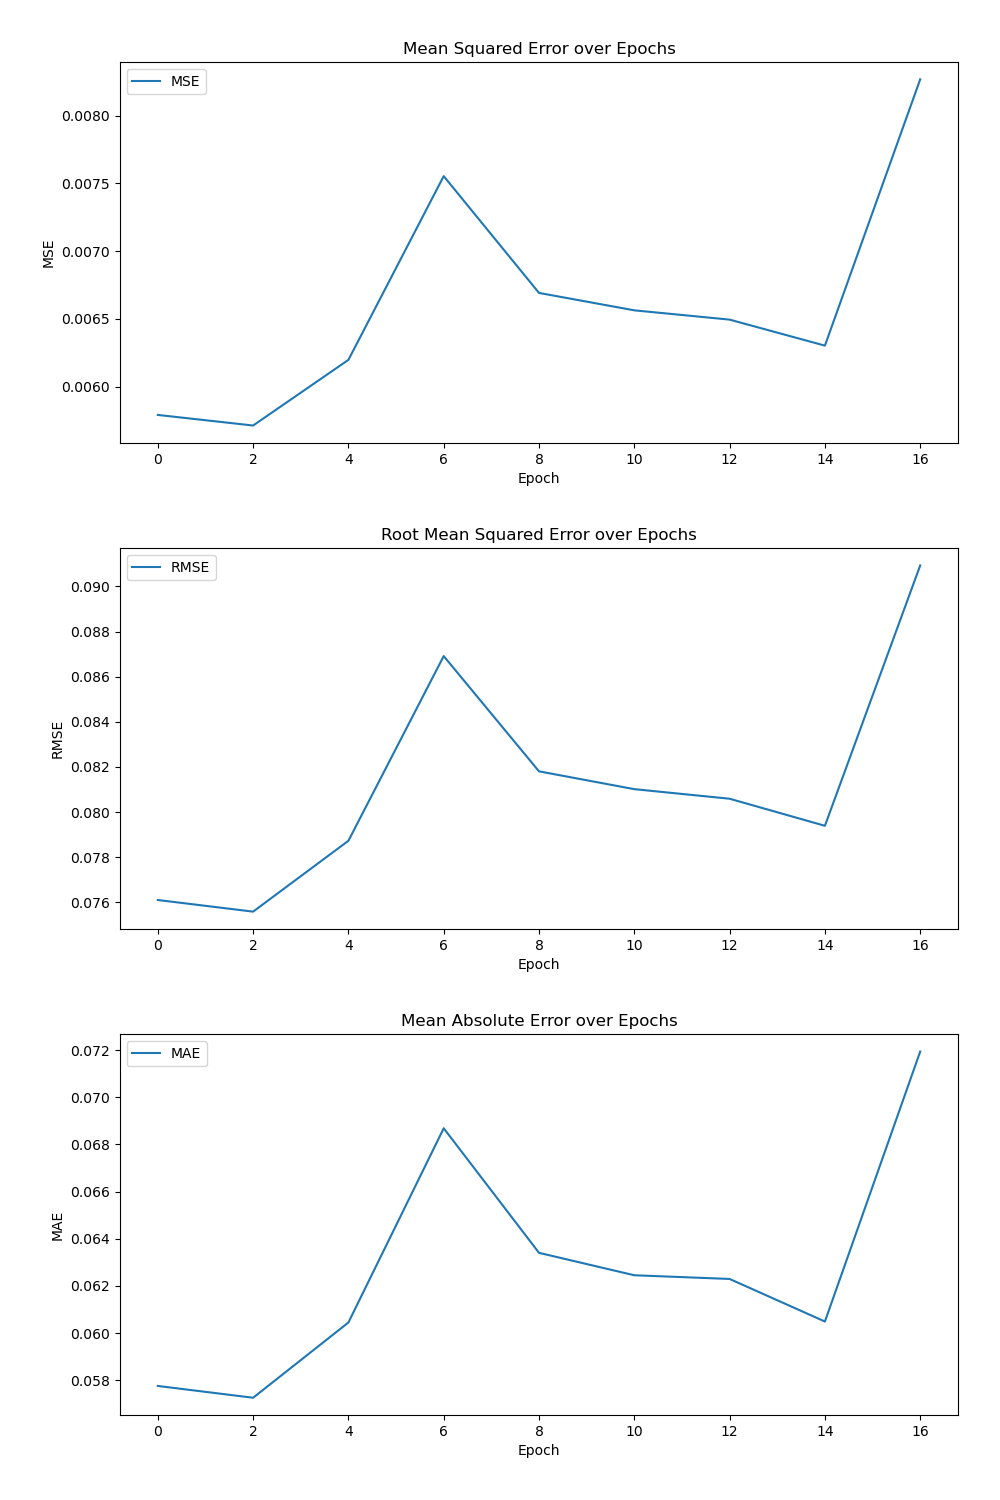 Mean Squared Error over Epochs
MSE
0.0080
0.0075
0.0070
0.0065
0.0060
MSE
0 2 4 6 8 10 12 14 16
Epoch
Root Mean Squared Error over Epochs
RMSE
0.090
0.088
0.086
0.084
0.082
0.080
0.078
0.076
RMSE
0 2 4 6 8 10 12 14 16
Epoch
Mean Absolute Error over Epochs
MAE
0.072
0.070
0.068
0.066
0.064
0.062
0.060
0.058
MAE
0 2 4 6 8 10 12 14 16
Epoch